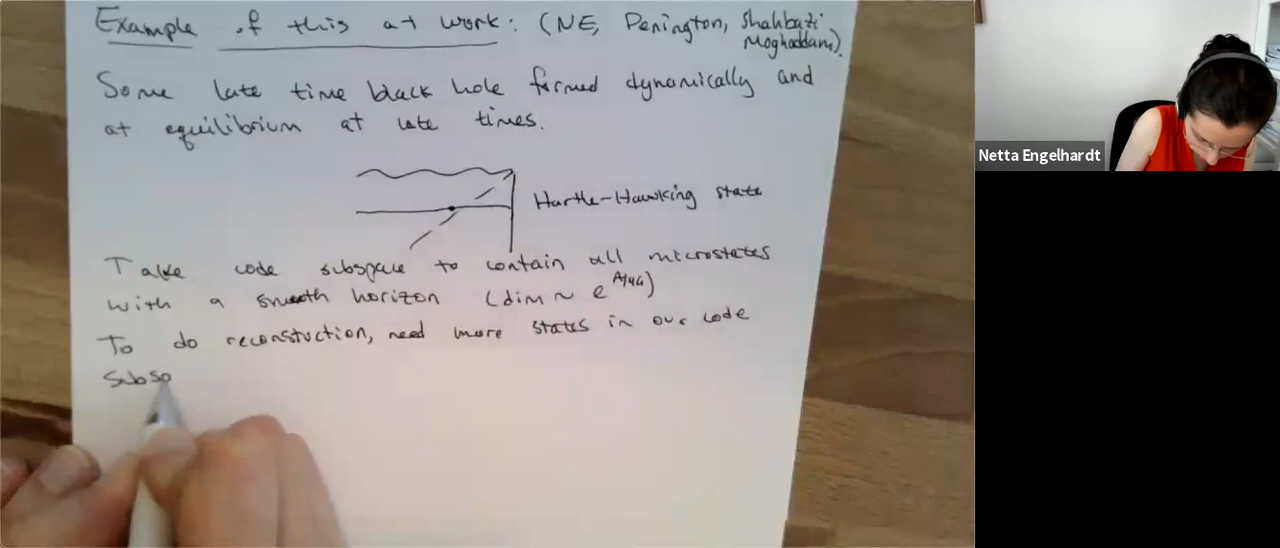 Example of this at work: (NE, Penington, Shahbazi
Moghaddam).
Some late time black hole formed dynamically and
at equilibrium at late times.
Hartle-Hawking state
Take code subspace to contain all microstates
with a smooth horizon (dim ~ e^{A/4G})
To do reconstuction, need more states in our code
Subsp
Netta Engelhardt